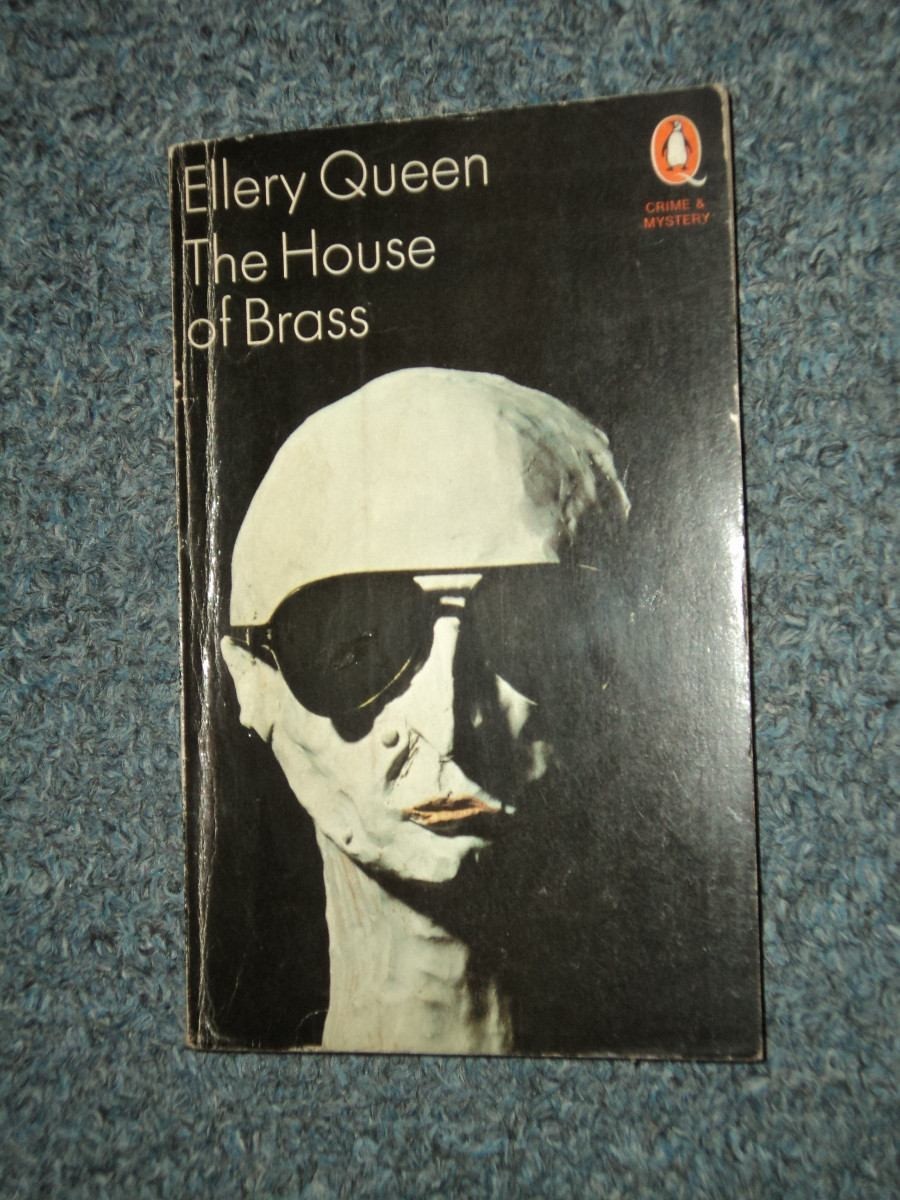 Ellery Queen
The House
of Brass
CRIME &
MYSTERY